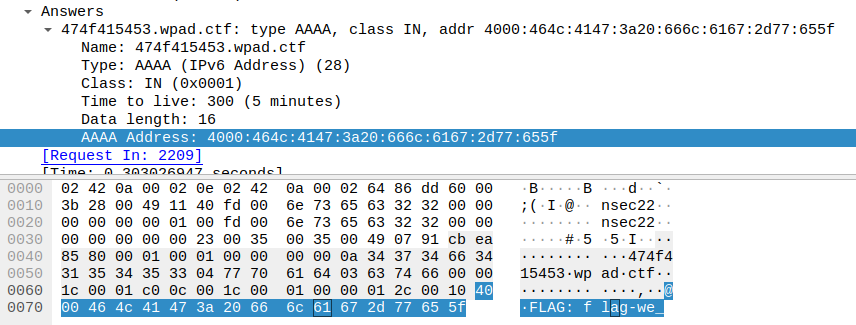 Answers
474f415453.wpad.ctf: type AAAA, class IN, addr 4000:464c:4147:3a20:666c:6167:2d77:655f
Name: 474f415453.wpad.ctf
Type: AAAA (IPv6 Address) (28)
Class: IN (0x0001)
Time to live: 300 (5 minutes)
Data length: 16
AAAA Address: 4000:464c:4147:3a20:666c:6167:2d77:655f
[Request In: 2209]
[Time: 0.303026947 seconds]
0000 02 42 0a 00 02 0e 02 42 0a 00 02 64 86 dd 60 00 ·B·····B ···d··`·
0010 3b 28 00 49 11 40 fd 00 6e 73 65 63 32 32 00 00 ;(·I·@·· nsec22··
0020 00 00 00 00 01 00 fd 00 6e 73 65 63 32 32 00 00 ········ nsec22··
0030 00 00 00 00 00 23 00 35 00 35 00 49 07 91 cb ea ·····#·5 ·5·I····
0040 85 80 00 01 00 01 00 00 00 00 0a 34 37 34 66 34 ········ ···474f4
0050 31 35 34 35 33 04 77 70 61 64 03 63 74 66 00 00 15453·wp ad·ctf··
0060 1c 00 01 c0 0c 00 1c 00 01 00 00 01 2c 00 10 40 ········ ····,··@
0070 00 46 4c 41 47 3a 20 66 6c 61 67 2d 77 65 5f ·FLAG: f lag-we_